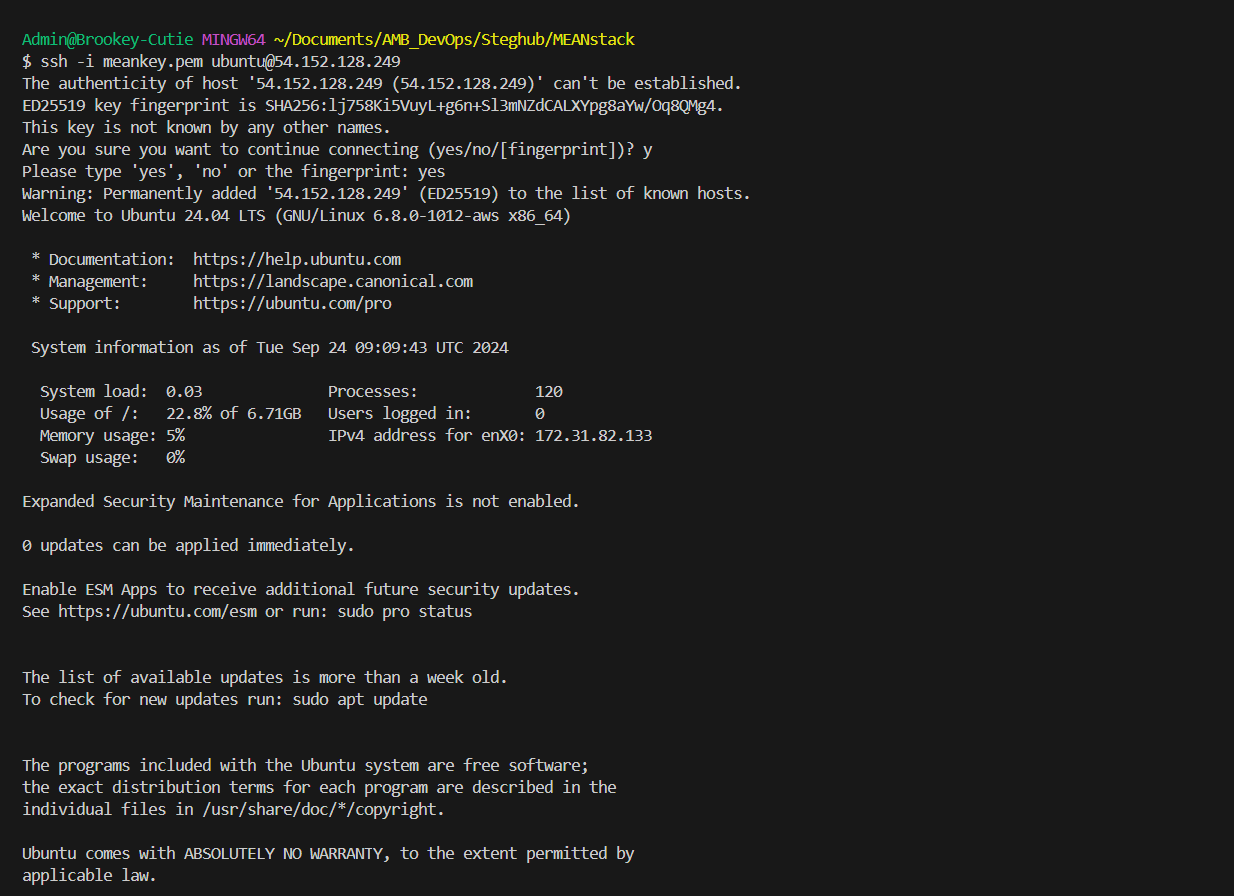 Admin@Brookey-Cutie MINGW64 ~/Documents/AMB_DevOps/Steghub/MEANstack
$ ssh -i meankey.pem ubuntu@54.152.128.249
The authenticity of host '54.152.128.249 (54.152.128.249)' can't be established.
ED25519 key fingerprint is SHA256:lj758Ki5VuyL+g6n+Sl3mNZdCALXYpg8aYw/Oq8QMg4.
This key is not known by any other names.
Are you sure you want to continue connecting (yes/no/[fingerprint])? y
Please type 'yes', 'no' or the fingerprint: yes
Warning: Permanently added '54.152.128.249' (ED25519) to the list of known hosts.
Welcome to Ubuntu 24.04 LTS (GNU/Linux 6.8.0-1012-aws x86_64)

 * Documentation:  https://help.ubuntu.com
 * Management:     https://landscape.canonical.com
 * Support:        https://ubuntu.com/pro

 System information as of Tue Sep 24 09:09:43 UTC 2024

  System load:  0.03              Processes:             120
  Usage of /:   22.8% of 6.71GB   Users logged in:       0
  Memory usage: 5%                IPv4 address for enX0: 172.31.82.133
  Swap usage:   0%

Expanded Security Maintenance for Applications is not enabled.

0 updates can be applied immediately.

Enable ESM Apps to receive additional future security updates.
See https://ubuntu.com/esm or run: sudo pro status


The list of available updates is more than a week old.
To check for new updates run: sudo apt update


The programs included with the Ubuntu system are free software;
the exact distribution terms for each program are described in the
individual files in /usr/share/doc/*/copyright.

Ubuntu comes with ABSOLUTELY NO WARRANTY, to the extent permitted by
applicable law.